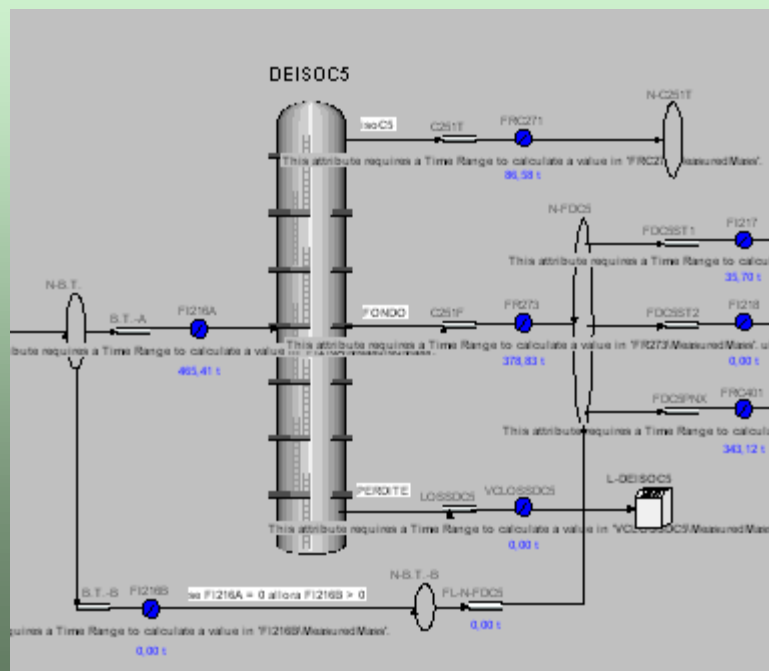 DEISOC5
N-C251T
isoC5
C251T
FRC271
This attribute requires a Time Range to calculate a value in 'FRC27 MeasuredMass'.
86,58 t
N-FDC5
FDC5ST1
FI217
This attribute requires a Time Range to calcu
35,70 t
N-B.T.
B.T.-A
FI216A
FONDO
C251F
FR273
FDC5ST2
FI218
bute requires a Time Range to calculate a value
This attribute requires a Time Range to calculate a value in 'FR273\MeasuredMass'. u
465,41 t
378,83 t
0,00 t
FDC5PNX
FRC401
This attribute requires a Time Range to calcula
343,12 t
PERDITE
LOSSDC5
VCLOSSDC5
L-DEISOC5
This attribute requires a Time Range to calculate a value in 'VCLOSSDC5\MeasuredMass
0,00 t
B.T.-B
FI216B
se FI216A = 0 allora FI216B > 0
N-B.T.-B
FL-N-FDC5
quires a Time Range to calculate a value in 'FI216B\MeasuredMass'.
0,00 t
0,00 t